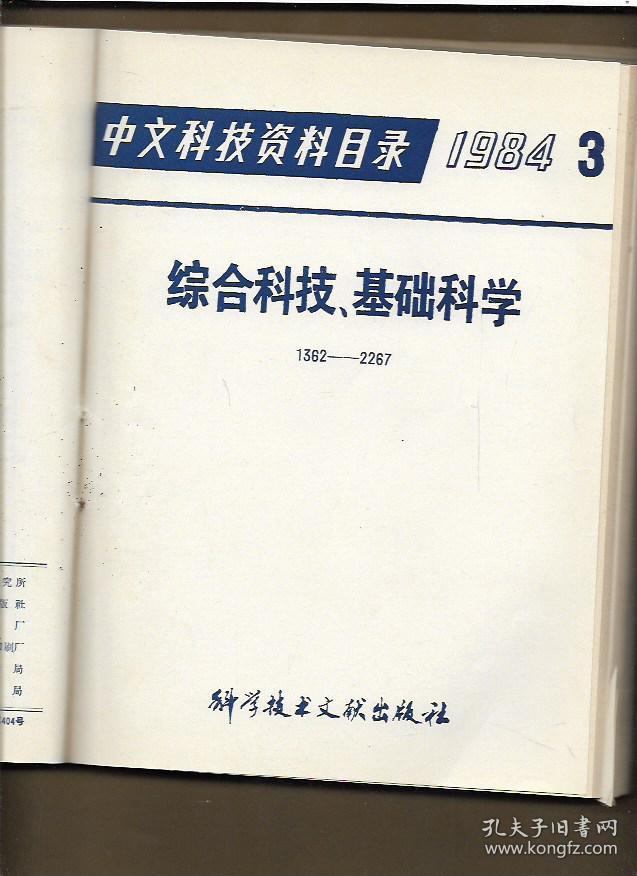 中文科技资料目录 1984 3
综合科技、基础科学
1362——2267
究所
版社
厂
印刷厂
局
局
404号
科学技术文献出版社
孔夫子旧书网
www.kongfz.com